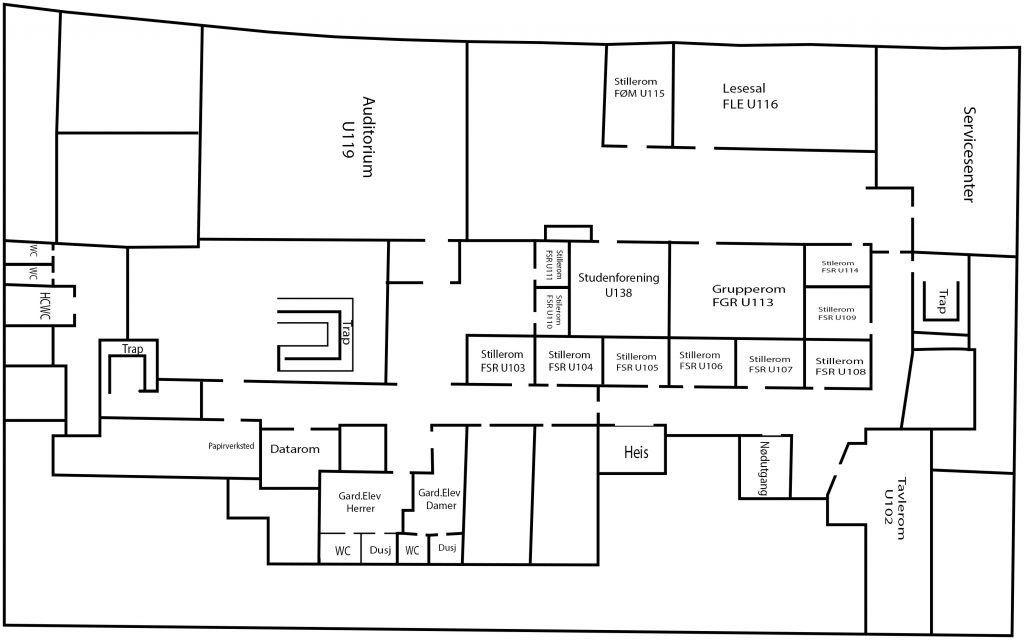 Stillerom
FØM U115
Lesesal
FLE U116
Auditorium
U119
Servicesenter
WC
WC
HCWC
Stillerom
FSR U111
Stillerom
FSR U110
Studenforening
U138
Grupperom
FGR U113
Stilerom
FSR U114
Stillerom
FSR U109
Trap
Trap
Trap
Stillerom
FSR U103
Stillerom
FSR U104
Stillerom
FSR U105
Stillerom
FSR U106
Stillerom
FSR U107
Stillerom
FSR U108
Papirverksted
Datarom
Heis
Nødutgang
Tavlerom
U102
Gard.Elev
Herrer
Gard.Elev
Damer
WC
Dusj
WC
Dusj